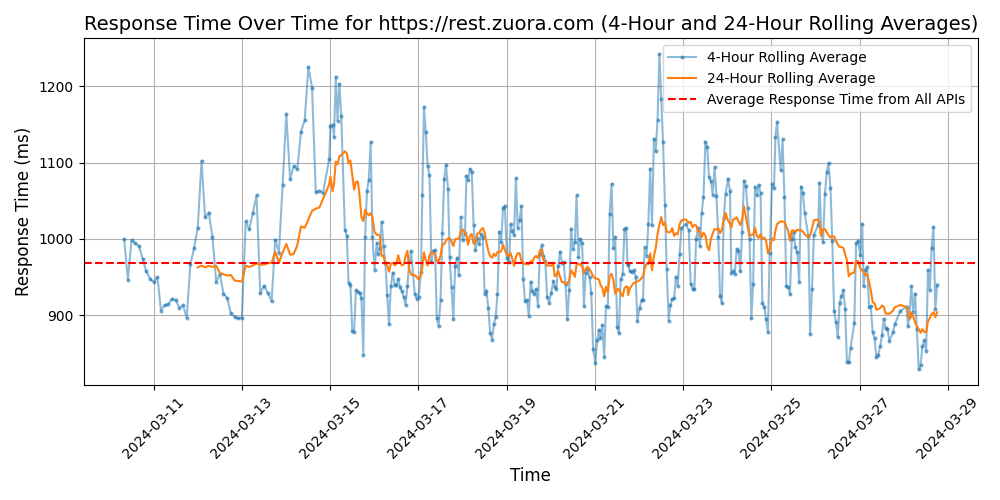 Response Time Over Time for https://rest.zuora.com (4-Hour and 24-Hour Rolling Averages)
4-Hour Rolling Average
24-Hour Rolling Average
Average Response Time from All APIs
Response Time (ms)
1200
1100
1000
900
2024-03-11
2024-03-13
2024-03-15
2024-03-17
2024-03-19
2024-03-21
2024-03-23
2024-03-25
2024-03-27
2024-03-29
Time